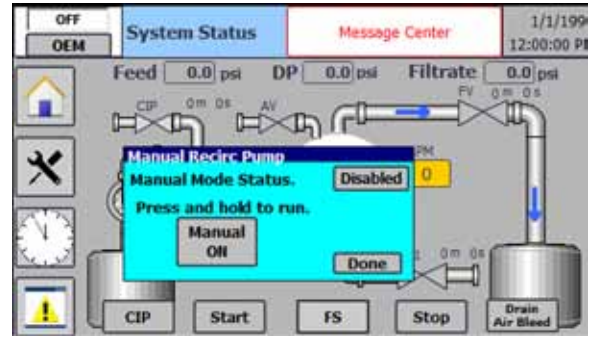 OFF
OEM
System Status
Message Center
1/1/199
12:00:00 P
Feed 0.0 psi DP 0.0 psi Filtrate 0.0 psi
CIP 0m 0s AV
FV 0m 0s
Manual Recirc Pump
PM
Manual Mode Status. Disabled 0
Press and hold to run.
Manual
ON
Done
0m 0s
CIP Start FS Stop
Drain
Air Bleed